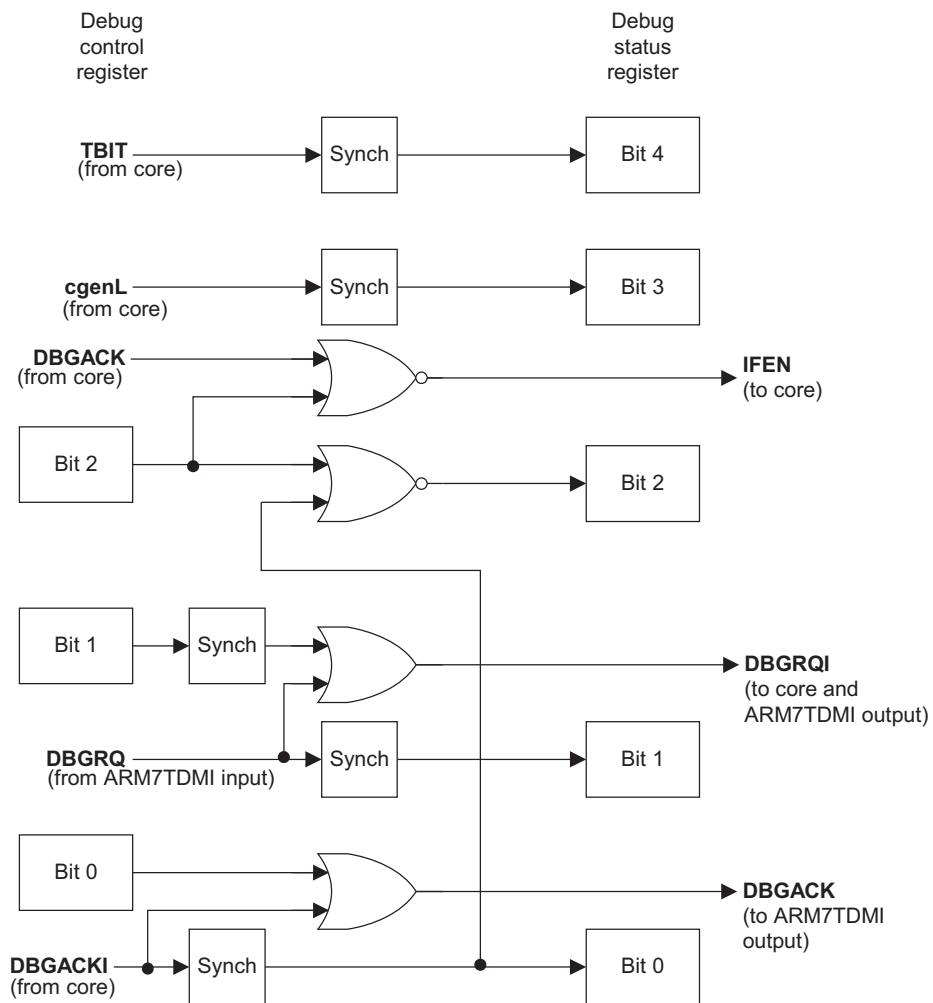 Debug
control
register
Debug
status
register
TBIT
(from core)
Synch
Bit 4
cgenL
(from core)
Synch
Bit 3
DBGACK
(from core)
IFEN
(to core)
Bit 2
Bit 2
Bit 1
Synch
DBGRQI
(to core and
ARM7TDMI output)
DBGRQ
(from ARM7TDMI input)
Synch
Bit 1
Bit 0
DBGACK
(to ARM7TDMI
output)
DBGACKI
(from core)
Synch
Bit 0